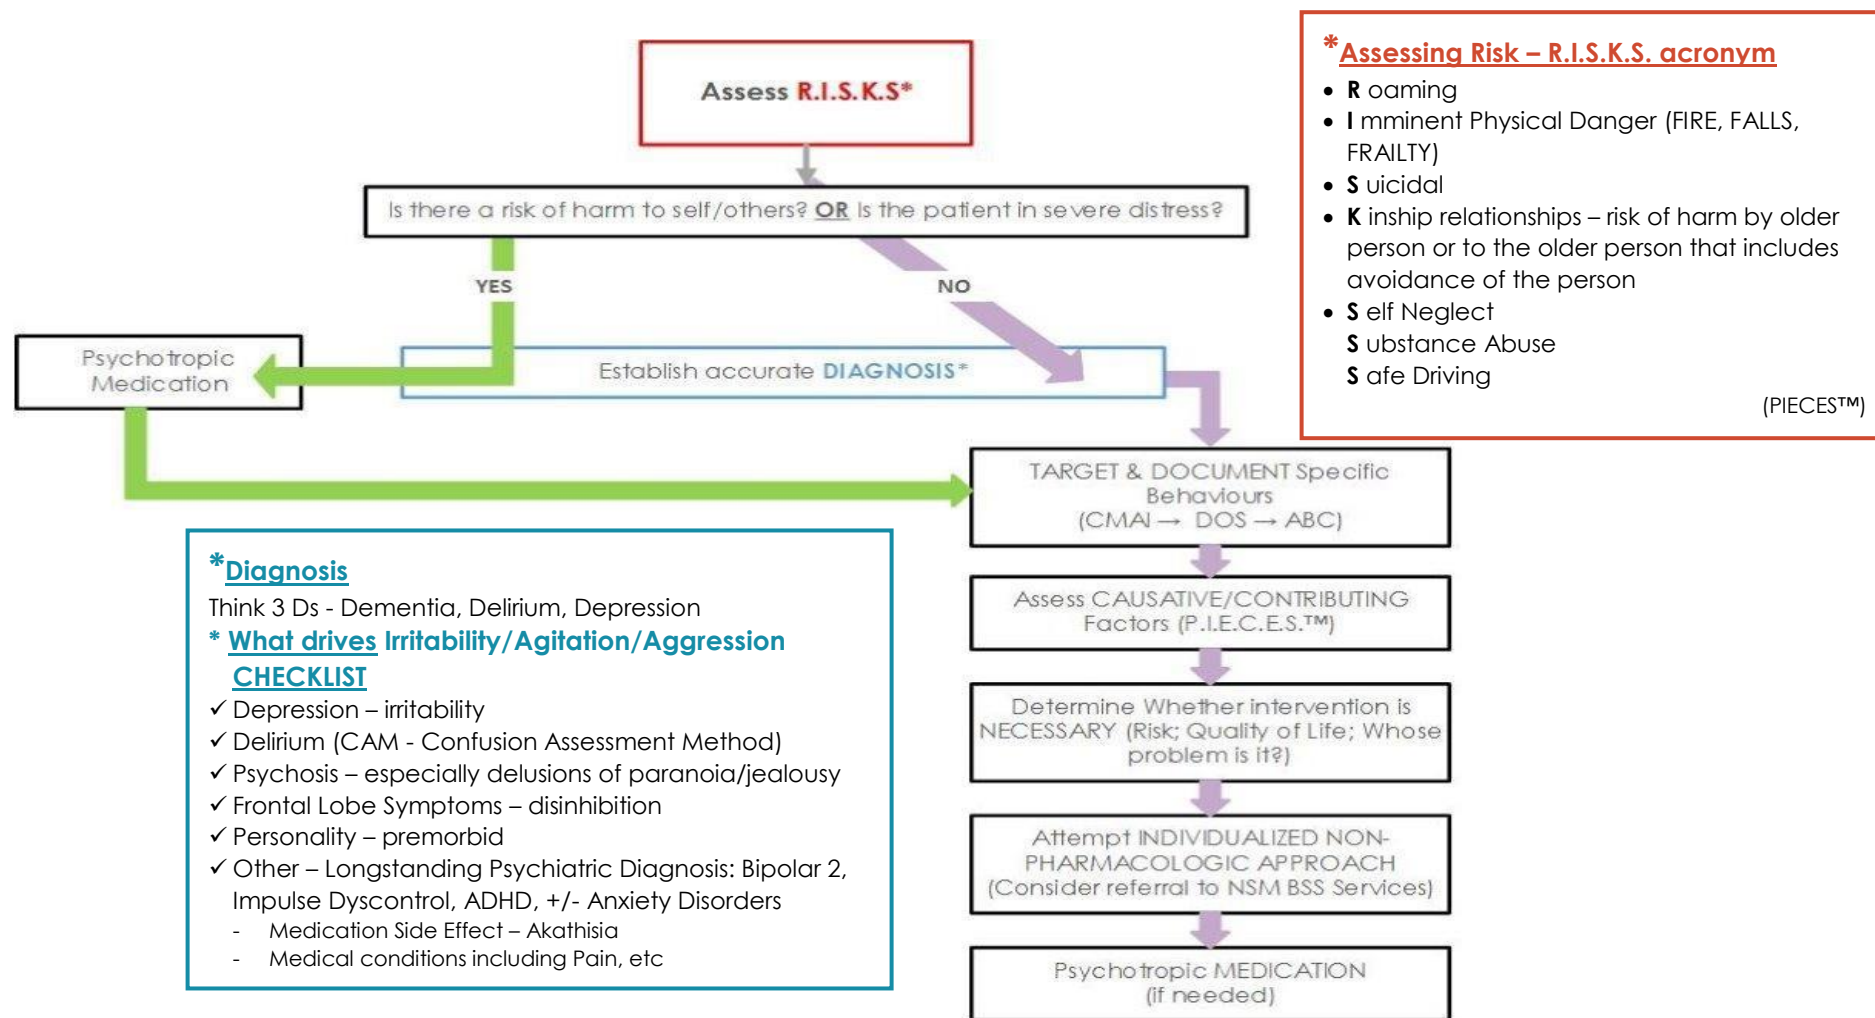 Assess R.I.S.K.S*
Is there a risk of harm to self/others? OR Is the patient in severe distress?
YES
NO
Psychotropic
Medication
Establish accurate DIAGNOSIS*
TARGET & DOCUMENT Specific
Behaviours
(CMAI → DOS → ABC)
Assess CAUSATIVE/CONTRIBUTING
Factors (P.I.E.C.E.S.™)
Determine Whether intervention is
NECESSARY (Risk; Quality of Life; Whose
problem is it?)
Attempt INDIVIDUALIZED NON-
PHARMACOLOGIC APPROACH
(Consider referral to NSM BSS Services)
Psychotropic MEDICATION
(if needed)
*Assessing Risk – R.I.S.K.S. acronym
• R oaming
• I mminent Physical Danger (FIRE, FALLS,
FRAILTY)
• S uicidal
• K inship relationships – risk of harm by older
person or to the older person that includes
avoidance of the person
• S elf Neglect
S ubstance Abuse
S afe Driving
(PIECES™)
*Diagnosis
Think 3 Ds - Dementia, Delirium, Depression
* What drives Irritability/Agitation/Aggression
CHECKLIST
✓ Depression – irritability
✓ Delirium (CAM - Confusion Assessment Method)
✓ Psychosis – especially delusions of paranoia/jealousy
✓ Frontal Lobe Symptoms – disinhibition
✓ Personality – premorbid
✓ Other – Longstanding Psychiatric Diagnosis: Bipolar 2,
Impulse Dyscontrol, ADHD, +/- Anxiety Disorders
- Medication Side Effect – Akathisia
- Medical conditions including Pain, etc